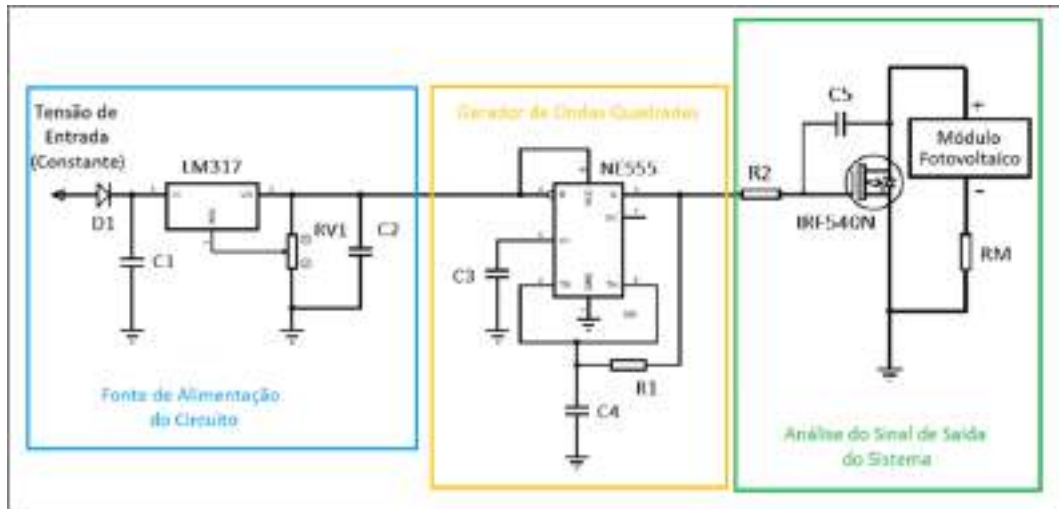 Tensão de
Entrada
(Constante)
D1
C1
LM317
RV1
C2
Fonte de Alimentação
do Circuito
Gerador de Ondas Quadradas
NE555
C3
R1
C4
C5
R2
IRF540N
+
Módulo
Fotovoltaico
-
RM
Análise do Sinal de Saída
do Sistema